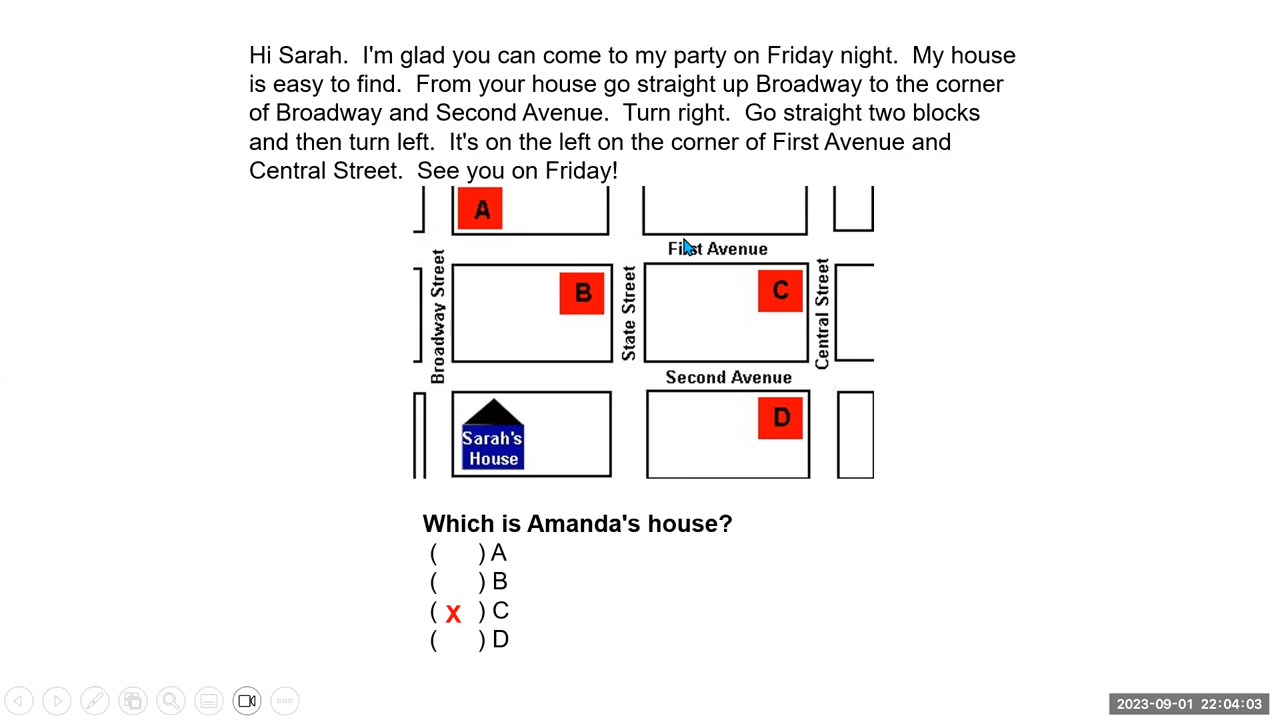 Hi Sarah.  I'm glad you can come to my party on Friday night.  My house
is easy to find.  From your house go straight up Broadway to the corner
of Broadway and Second Avenue.  Turn right.  Go straight two blocks
and then turn left.  It's on the left on the corner of First Avenue and
Central Street.  See you on Friday!
A
First Avenue
Broadway Street
B
State Street
C
Central Street
Second Avenue
Sarah's
House
D
Which is Amanda's house?
(      ) A
(      ) B
( X ) C
(      ) D
2023-09-01  22:04:03